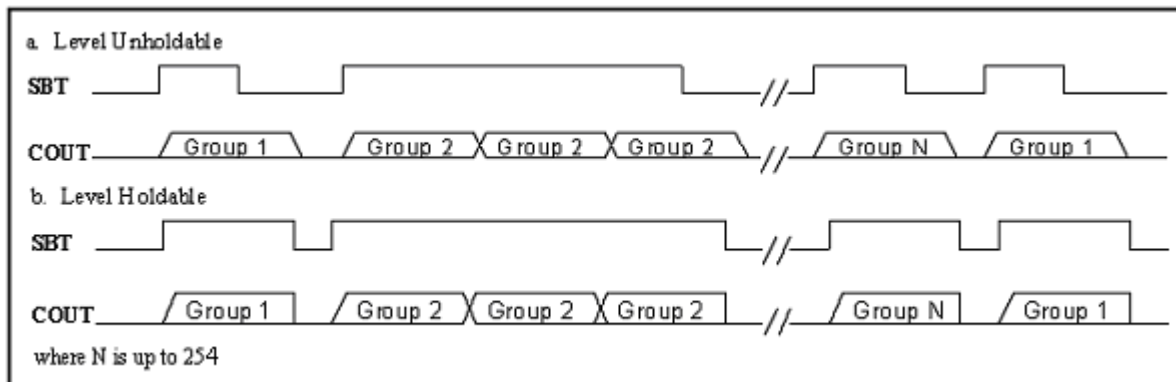 a. Level Unholdable
SBT
COUT Group 1 Group 2 Group 2 Group 2 // Group N Group 1
b. Level Holdable
SBT
COUT Group 1 Group 2 Group 2 Group 2 // Group N Group 1
where N is up to 254